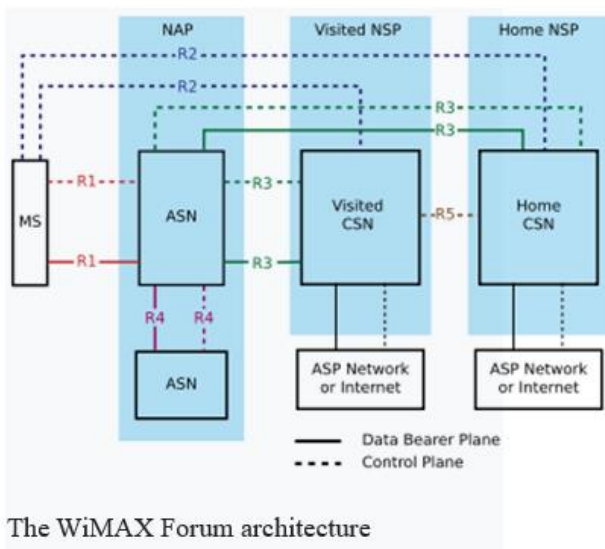 NAP
Visited NSP
Home NSP
R2
R2
R3
R3
R1
R3
MS
ASN
Visited
CSN
R5
Home
CSN
R1
R3
R4
R4
ASN
ASP Network
or Internet
ASP Network
or Internet
Data Bearer Plane
Control Plane
The WiMAX Forum architecture